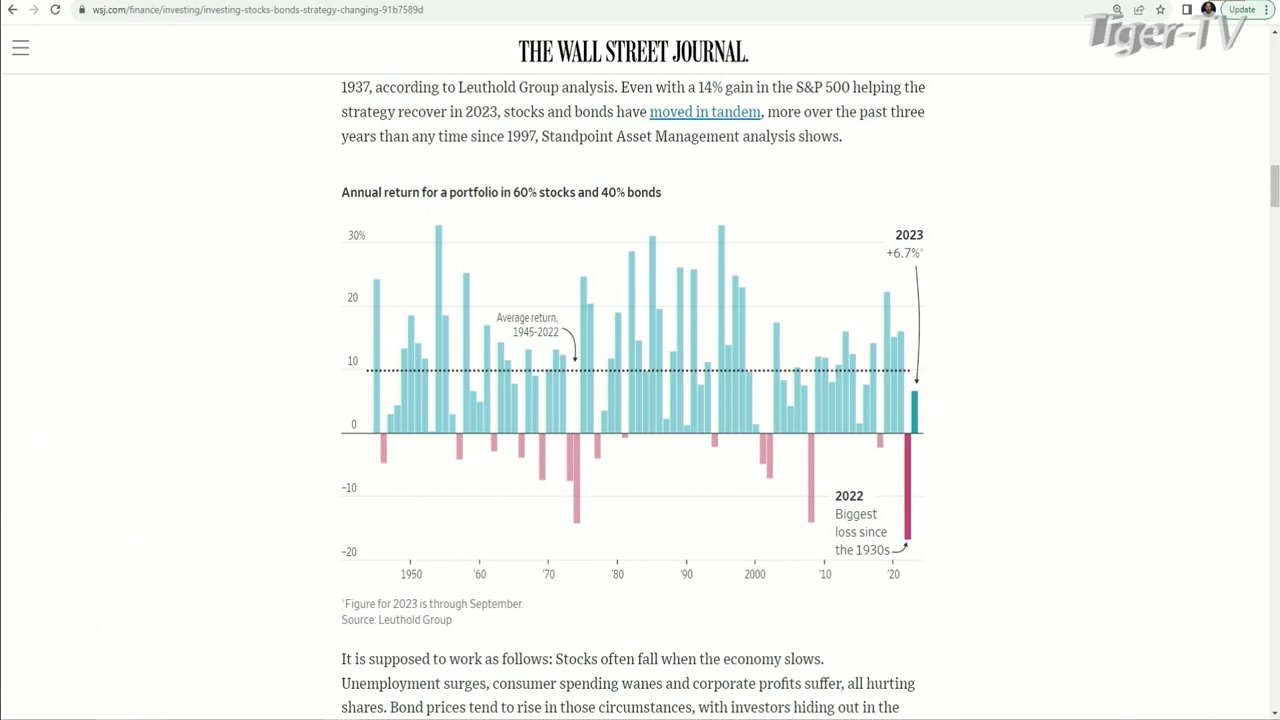 wsj.com/finance/investing/investing-stocks-bonds-strategy-changing-91b7589d
Update
Tiger-TV
THE WALL STREET JOURNAL.
1937, according to Leuthold Group analysis. Even with a 14% gain in the S&P 500 helping the
strategy recover in 2023, stocks and bonds have moved in tandem, more over the past three
years than any time since 1997, Standpoint Asset Management analysis shows.
Annual return for a portfolio in 60% stocks and 40% bonds
30%
20
10
0
-10
-20
Average return,
1945-2022
2023
+6.7%*
2022
Biggest
loss since
the 1930s
1950 '60 '70 '80 '90 2000 '10 '20
*Figure for 2023 is through September.
Source: Leuthold Group
It is supposed to work as follows: Stocks often fall when the economy slows.
Unemployment surges, consumer spending wanes and corporate profits suffer, all hurting
shares. Bond prices tend to rise in those circumstances, with investors hiding out in the